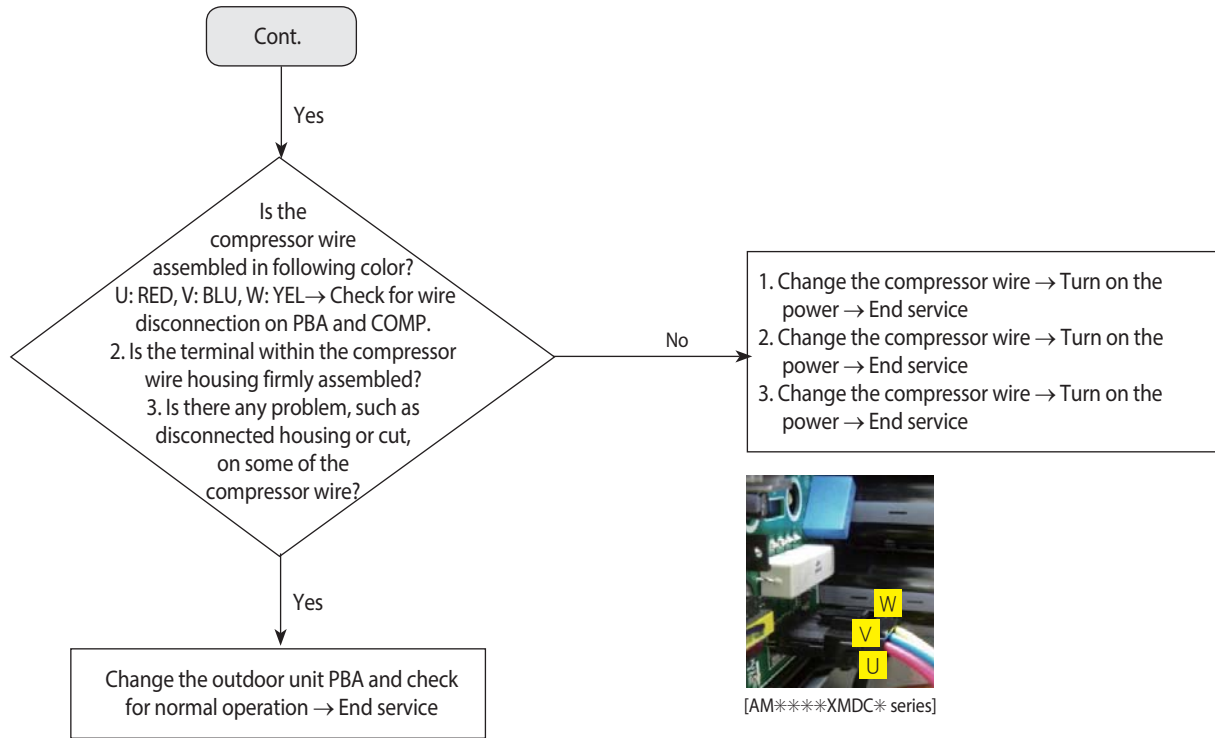 Cont.
Yes
Is the
compressor wire
assembled in following color?
U: RED, V: BLU, W: YEL→ Check for wire
disconnection on PBA and COMP.
2. Is the terminal within the compressor
wire housing firmly assembled?
3. Is there any problem, such as
disconnected housing or cut,
on some of the
compressor wire?
No
1. Change the compressor wire → Turn on the
power → End service
2. Change the compressor wire → Turn on the
power → End service
3. Change the compressor wire → Turn on the
power → End service
W
V
U
[AM✳✳✳✳XMDC✳ series]
Yes
Change the outdoor unit PBA and check
for normal operation → End service